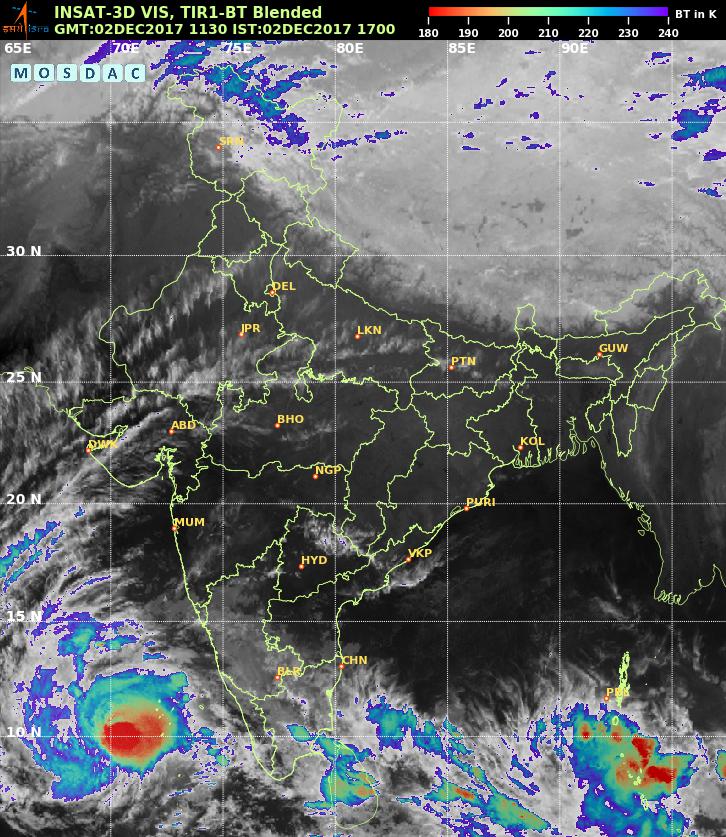 INSAT-3D VIS, TIR1-BT Blended
GMT:02DEC2017 1130 IST:02DEC2017 1700
BT in K
180 190 200 210 220 230 240
65E 70E 75E 80E 85E 90E
MOSDAC
SRN
30 N
DEL
JPR LKN
GUW
PTN
25 N
ABD BHO
DWK KOL
NGP
20 N
PURI
MUM
VKP
HYD
15 N
CHN
BLR
PBL
10 N